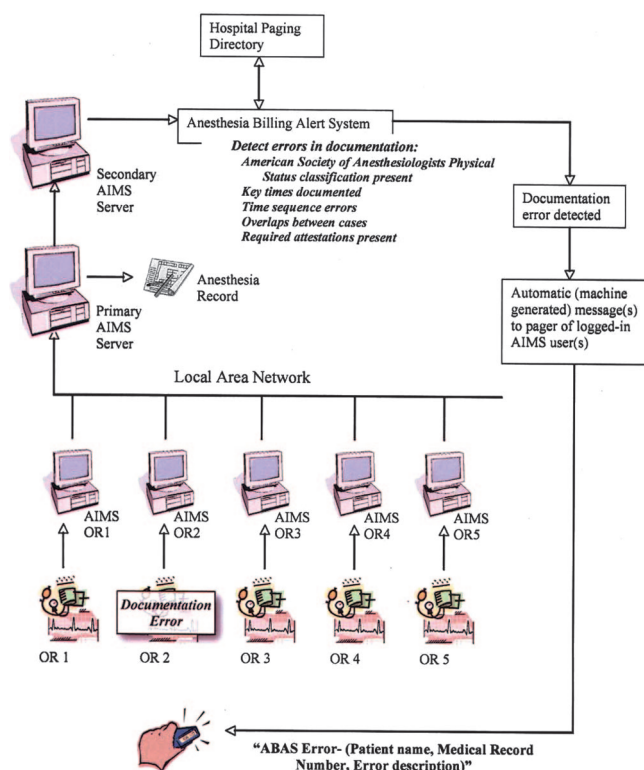 Hospital Paging
Directory
Anesthesia Billing Alert System
Detect errors in documentation:
American Society of Anesthesiologists Physical
Status classification present
Key times documented
Time sequence errors
Overlaps between cases
Required attestations present
Secondary
AIMS
Server
Documentation
error detected
Primary
AIMS
Server
Anesthesia
Record
Automatic (machine
generated) message(s)
to pager of logged-in
AIMS user(s)
Local Area Network
AIMS
OR1
AIMS
OR2
AIMS
OR3
AIMS
OR4
AIMS
OR5
Documentation
Error
OR 1
OR 2
OR 3
OR 4
OR 5
“ABAS Error- (Patient name, Medical Record
Number, Error description)”